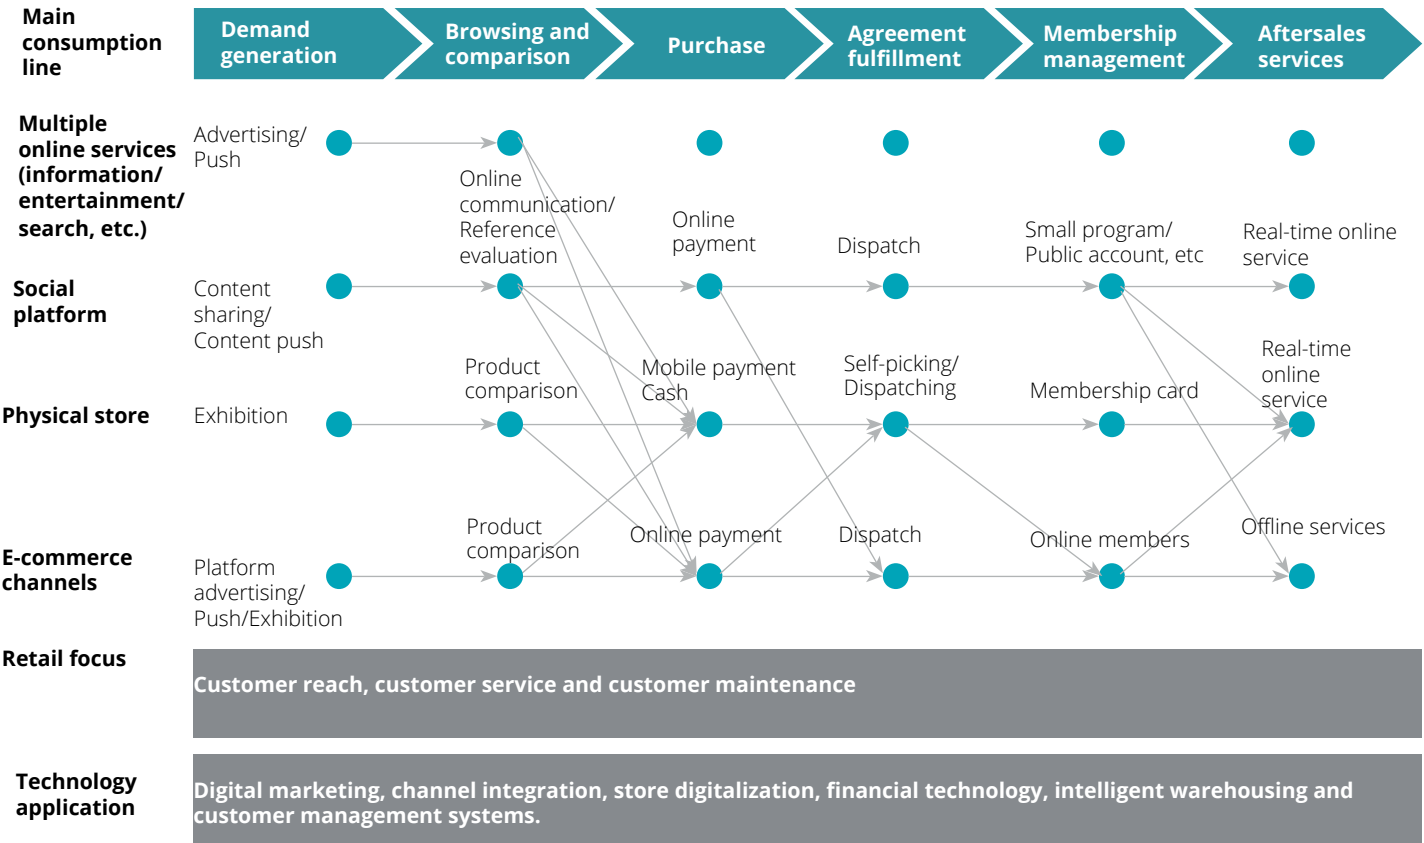 Main
consumption
line
Demand
generation
Browsing and
comparison
Purchase
Agreement
fulfillment
Membership
management
Aftersales
services
Multiple
online services
(information/
entertainment/
search, etc.)
Advertising/
Push
Online
communication/
Reference
evaluation
Online
payment
Dispatch
Small program/
Public account, etc
Real-time online
service
Social
platform
Content
sharing/
Content push
Product
comparison
Mobile payment
Cash
Self-picking/
Dispatching
Membership card
Real-time
online
service
Physical store
Exhibition
Product
comparison
Online payment
Dispatch
Online members
Offline services
E-commerce
channels
Platform
advertising/
Push/Exhibition
Retail focus
Customer reach, customer service and customer maintenance
Technology
application
Digital marketing, channel integration, store digitalization, financial technology, intelligent warehousing and
customer management systems.